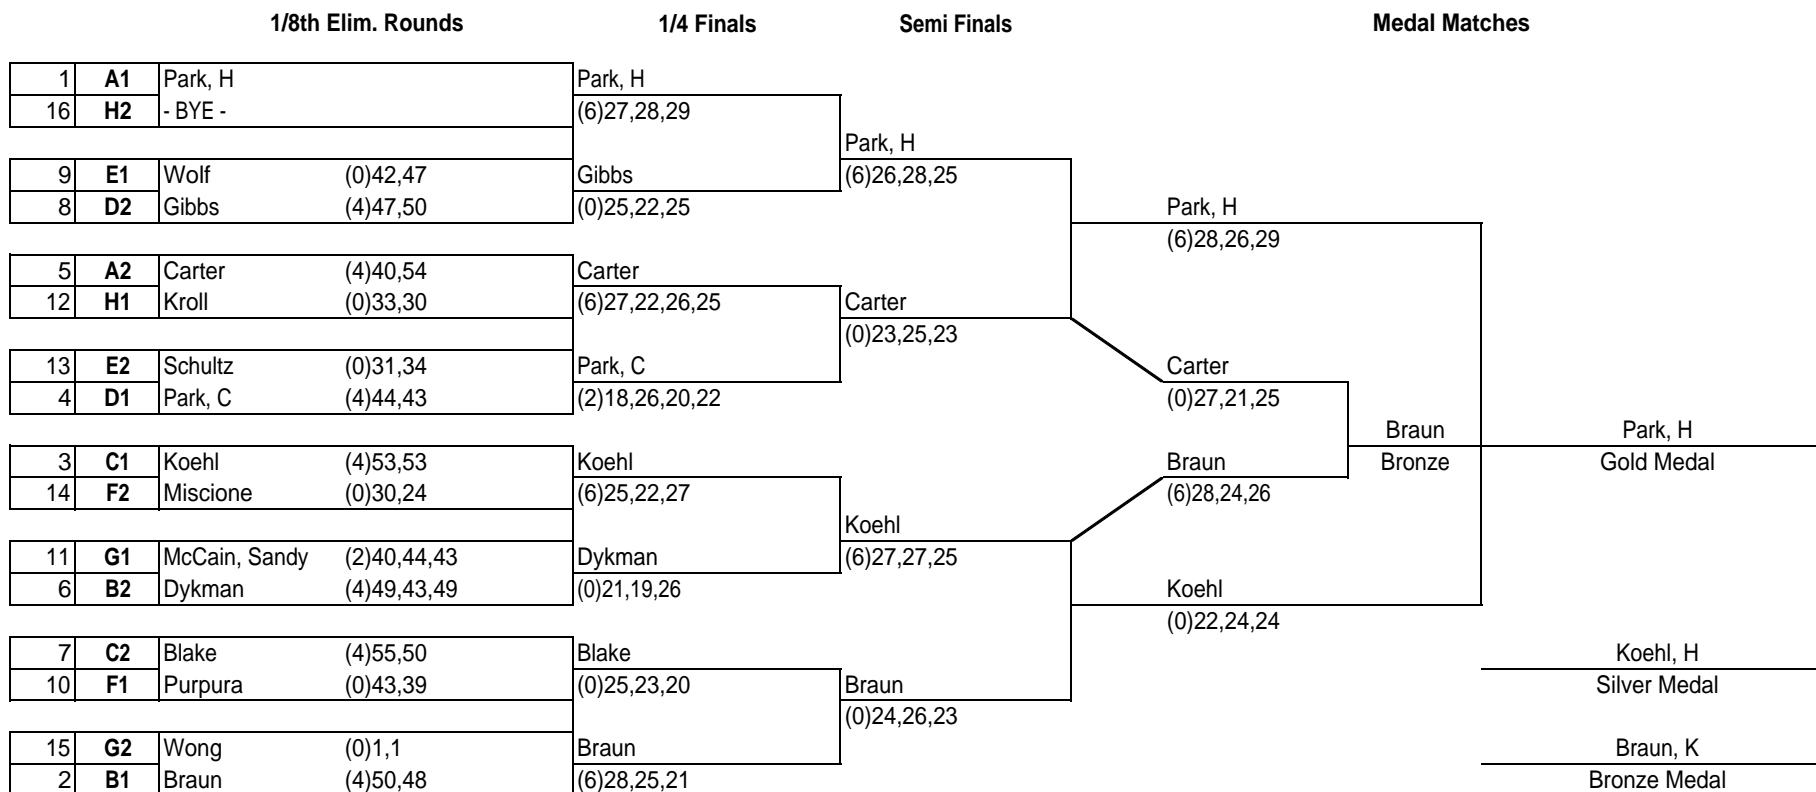 1/8th Elim. Rounds 1/4 Finals Semi Finals Medal Matches
1 A1 Park, H Park, H
16 H2 - BYE - (6)27,28,29
Park, H
9 E1 Wolf (0)42,47 Gibbs (6)26,28,25
8 D2 Gibbs (4)47,50 (0)25,22,25 Park, H
(6)28,26,29
5 A2 Carter (4)40,54 Carter
12 H1 Kroll (0)33,30 (6)27,22,26,25 Carter
(0)23,25,23
13 E2 Schultz (0)31,34 Park, C Carter
4 D1 Park, C (4)44,43 (2)18,26,20,22 (0)27,21,25
Braun Park, H
3 C1 Koehl (4)53,53 Koehl Braun Bronze Gold Medal
14 F2 Miscione (0)30,24 (6)25,22,27 (6)28,24,26
Koehl
11 G1 McCain, Sandy (2)40,44,43 Dykman (6)27,27,25
6 B2 Dykman (4)49,43,49 (0)21,19,26 Koehl
(0)22,24,24
7 C2 Blake (4)55,50 Blake Koehl, H
10 F1 Purpura (0)43,39 (0)25,23,20 Braun Silver Medal
(0)24,26,23
15 G2 Wong (0)1,1 Braun Braun, K
2 B1 Braun (4)50,48 (6)28,25,21 Bronze Medal